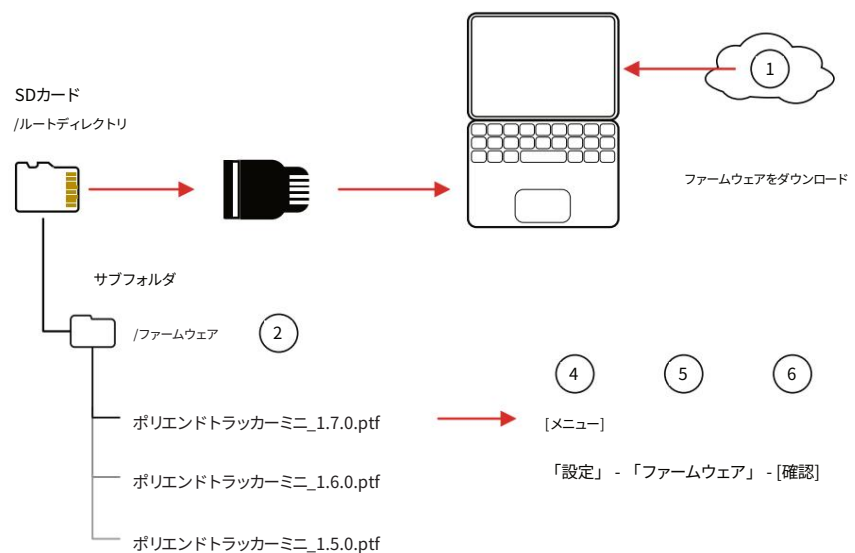 SDカード
/ルートディレクトリ
1
ファームウェアをダウンロード
サブフォルダ
/ファームウェア
2
4
5
6
ポリエンドトラッカーミニ_1.7.0.ptf
[メニュー]
「設定」 - 「ファームウェア」 - [確認]
ポリエンドトラッカーミニ_1.6.0.ptf
ポリエンドトラッカーミニ_1.5.0.ptf